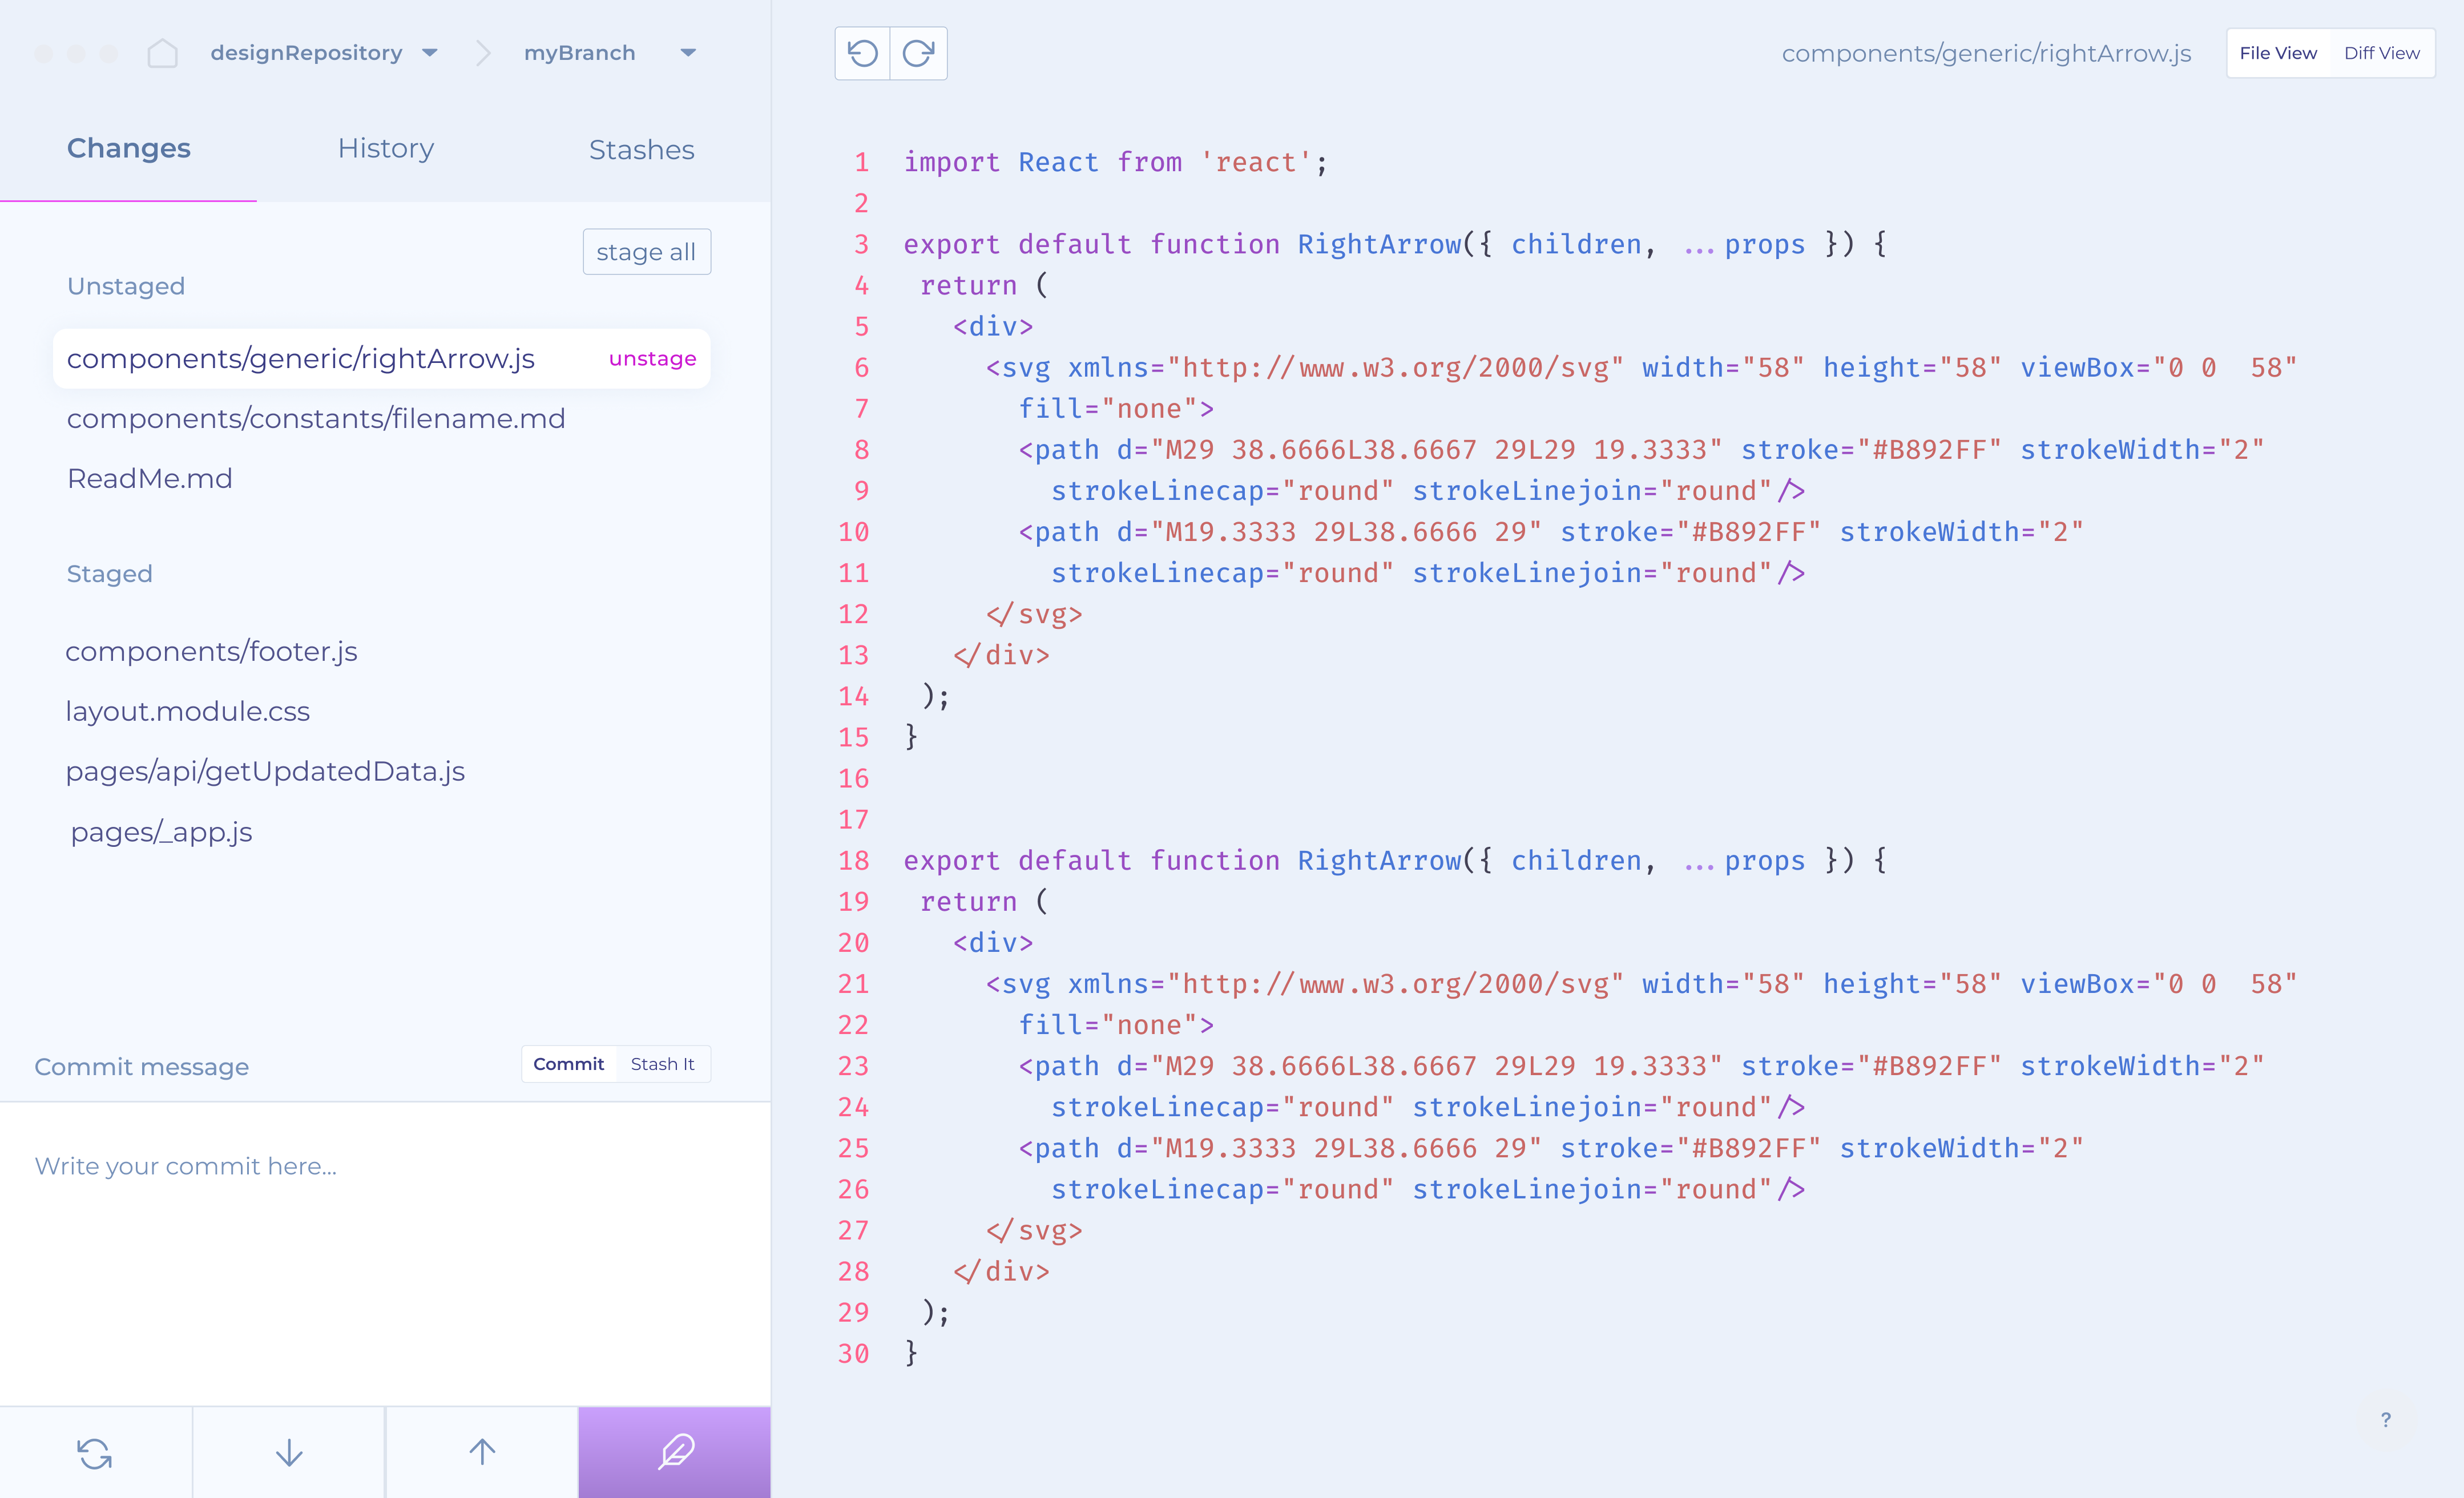 designRepository
myBranch
components/generic/rightArrow.js
File View
Diff View
Changes
History
Stashes
stage all
Unstaged
components/generic/rightArrow.js
unstage
components/constants/filename.md
ReadMe.md
Staged
components/footer.js
layout.module.css
pages/api/getUpdatedData.js
pages/_app.js
Commit message
Commit
Stash It
Write your commit here...
1 import React from 'react';
2
3 export default function RightArrow({ children, ...props }) {
4 return (
5 <div>
6 <svg xmlns="http://www.w3.org/2000/svg" width="58" height="58" viewBox="0 0  58"
7 fill="none">
8 <path d="M29 38.6666L38.6667 29L29 19.3333" stroke="#B892FF" strokeWidth="2"
9 strokeLinecap="round" strokeLinejoin="round"/>
10 <path d="M19.3333 29L38.6666 29" stroke="#B892FF" strokeWidth="2"
11 strokeLinecap="round" strokeLinejoin="round"/>
12 </svg>
13 </div>
14 );
15 }
16
17
18 export default function RightArrow({ children, ...props }) {
19 return (
20 <div>
21 <svg xmlns="http://www.w3.org/2000/svg" width="58" height="58" viewBox="0 0  58"
22 fill="none">
23 <path d="M29 38.6666L38.6667 29L29 19.3333" stroke="#B892FF" strokeWidth="2"
24 strokeLinecap="round" strokeLinejoin="round"/>
25 <path d="M19.3333 29L38.6666 29" stroke="#B892FF" strokeWidth="2"
26 strokeLinecap="round" strokeLinejoin="round"/>
27 </svg>
28 </div>
29 );
30 }
?